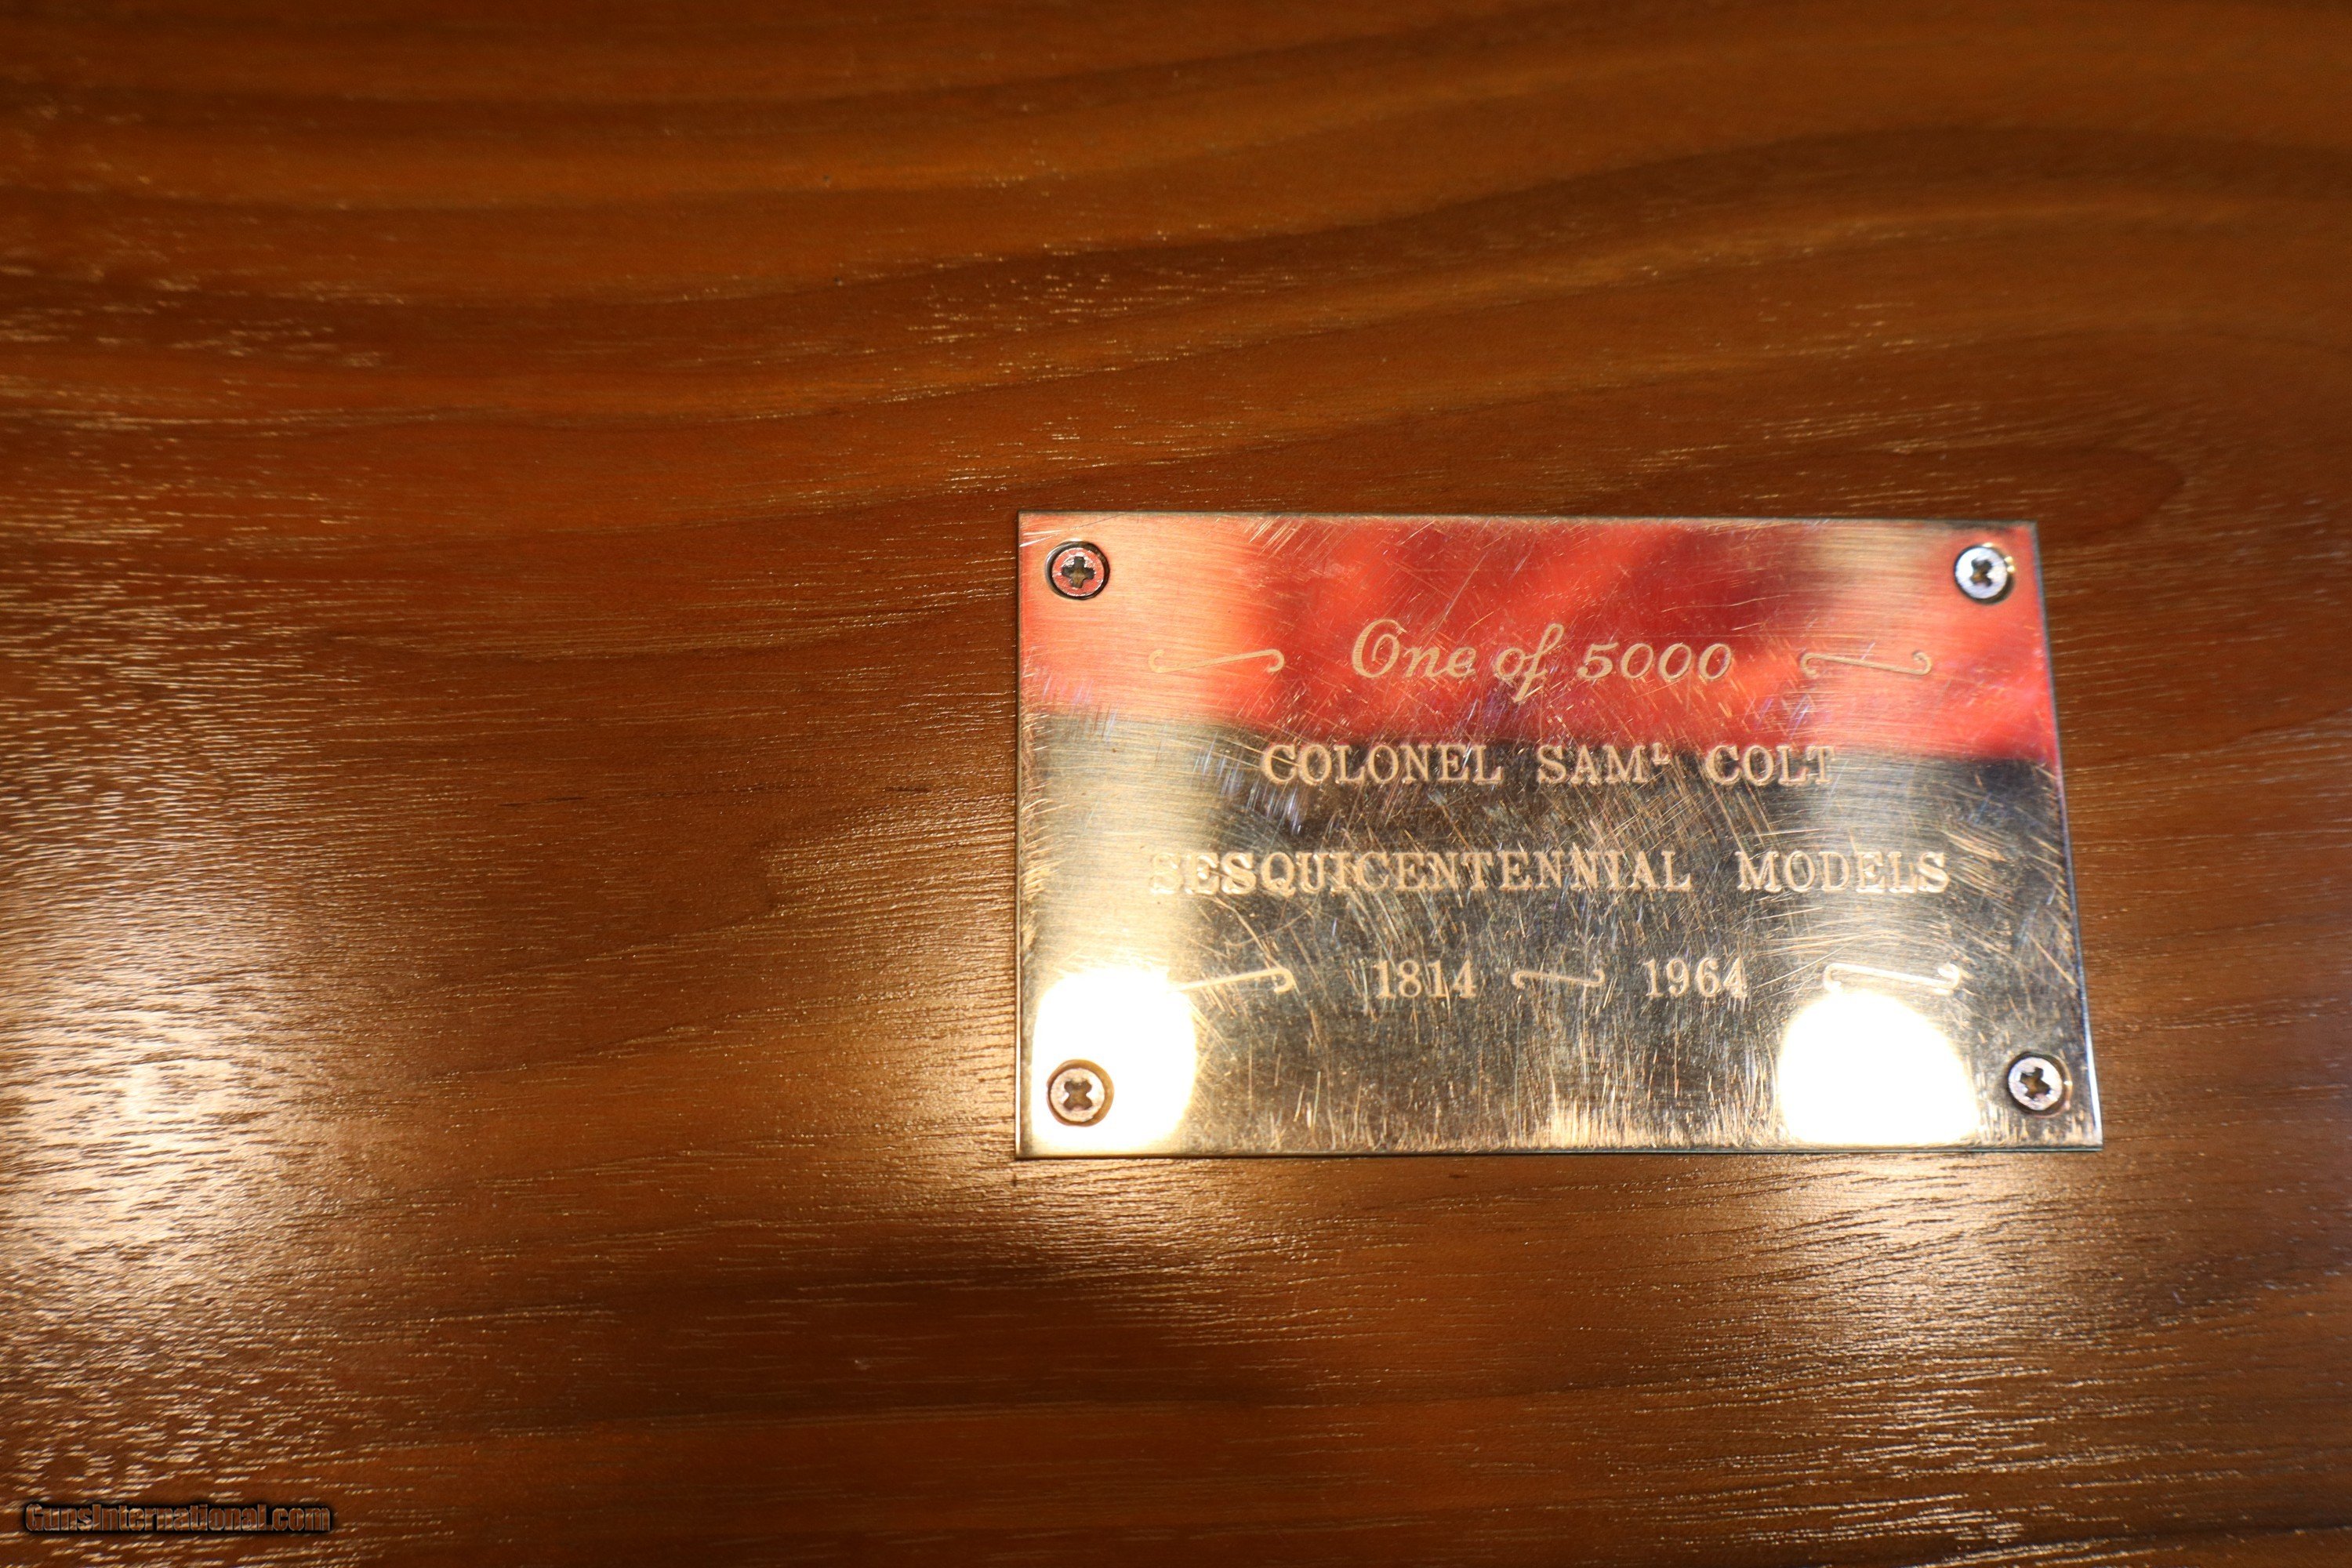 One of 5000
COLONEL SAMᴸ COLT
SESQUICENTENNIAL MODELS
1814 1964
GunsInternational.com